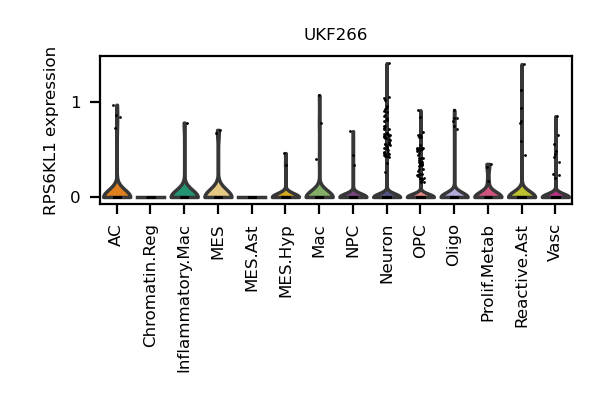 UKF266
RPS6KL1 expression
1
0
AC
Chromatin.Reg
Inflammatory.Mac
MES
MES.Ast
MES.Hyp
Mac
NPC
Neuron
OPC
Oligo
Prolif.Metab
Reactive.Ast
Vasc